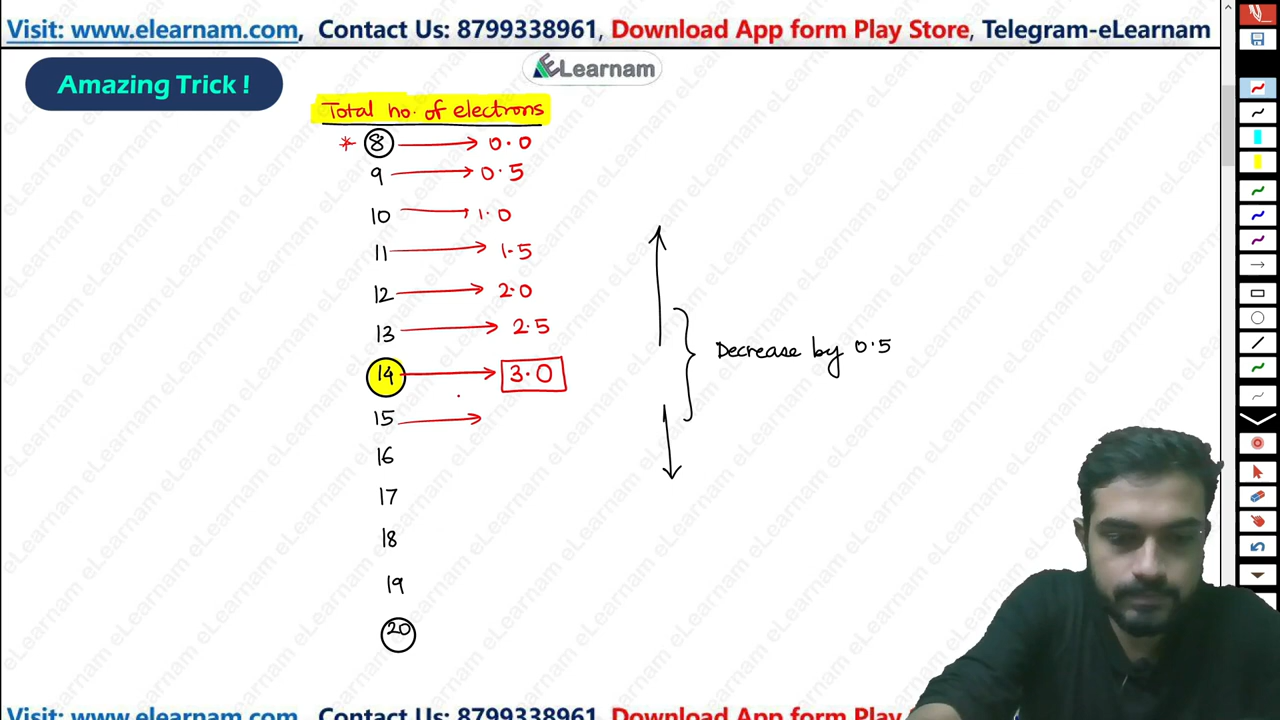 Visit: www.elearnam.com, Contact Us: 8799338961, Download App form Play Store, Telegram-eLearnam
eLearnam
Amazing Trick !
Total no. of electrons
* 8 → 0.0
9 → 0.5
10 → 1.0
11 → 1.5
12 → 2.0
13 → 2.5
Decrease by 0.5
14 → 3.0
15 →
16
17
18
19
20
Visit: www.elearnam.com, Contact Us: 8799338961, Download App form Play